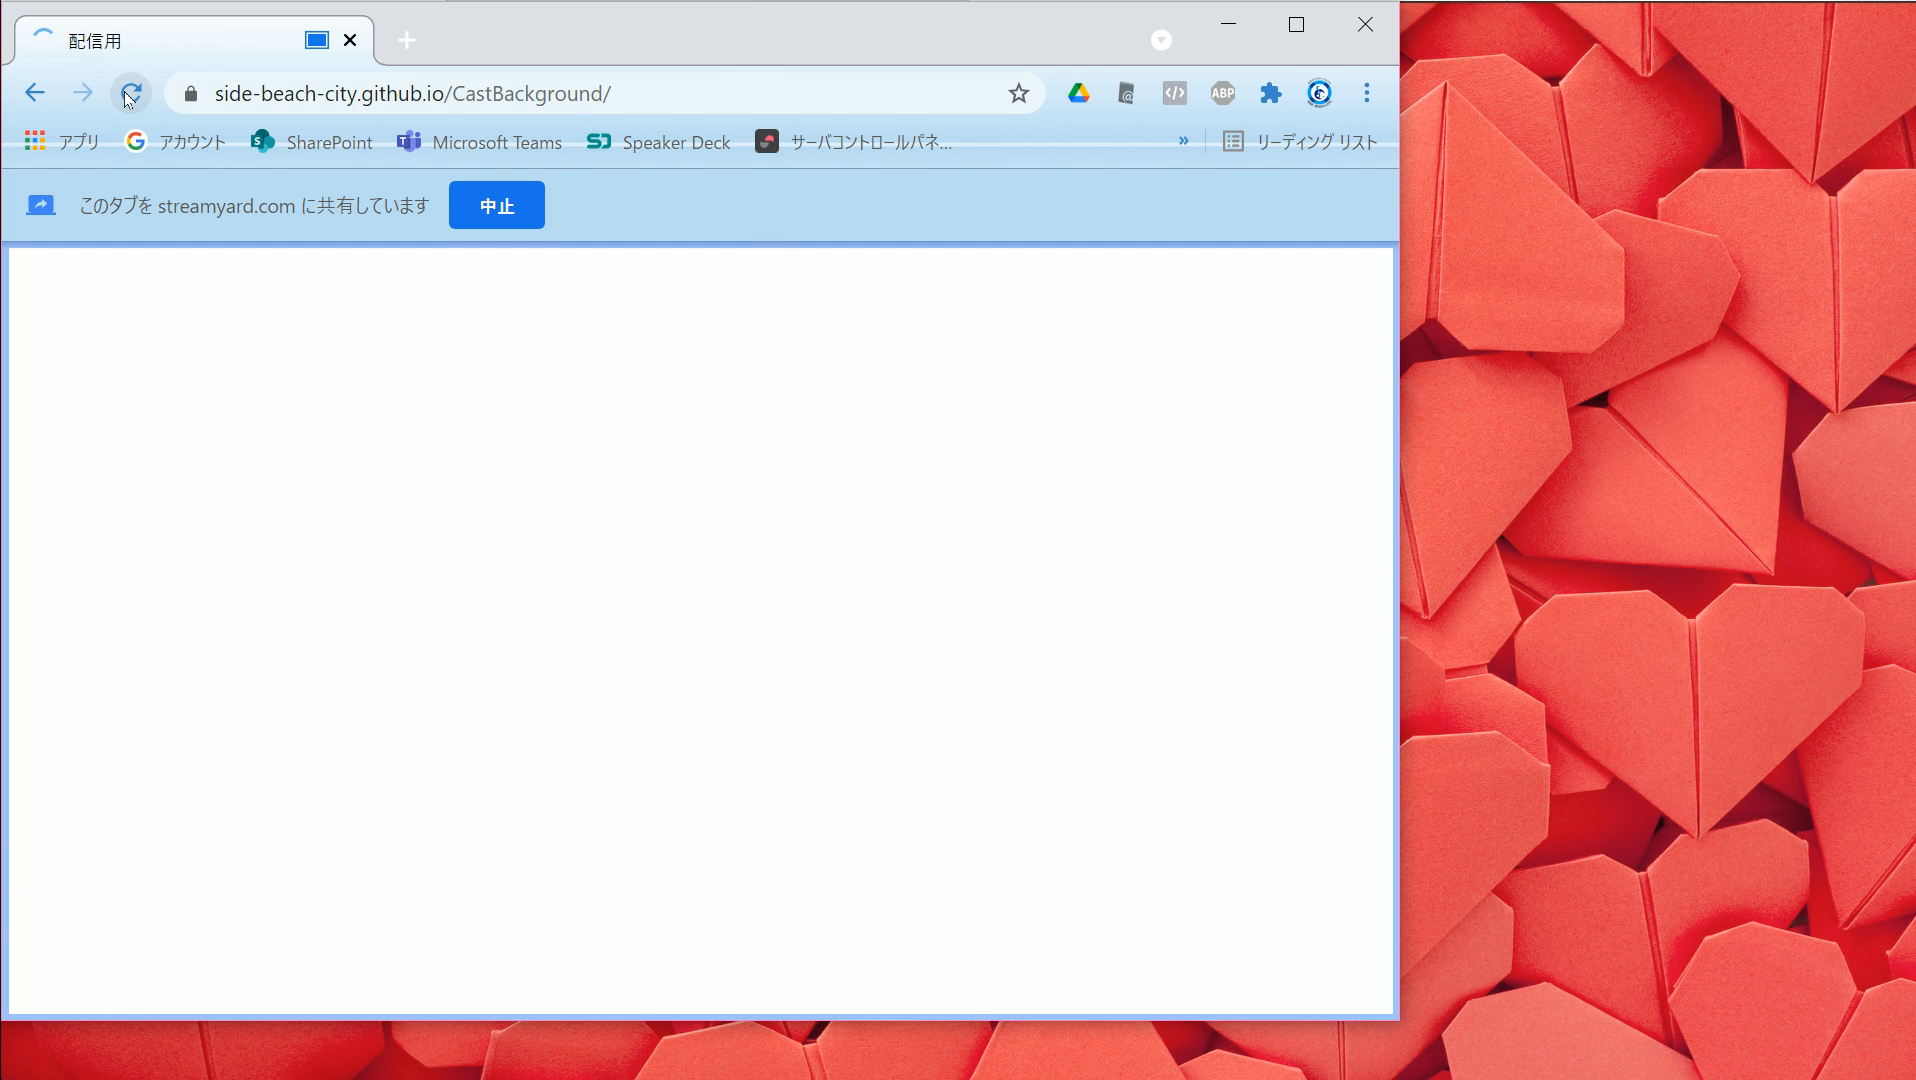 配信用
side-beach-city.github.io/CastBackground/
ABP
アプリ アカウント SharePoint Microsoft Teams Speaker Deck サーバコントロールパネ... » リーディング リスト
このタブを streamyard.com に共有しています 中止